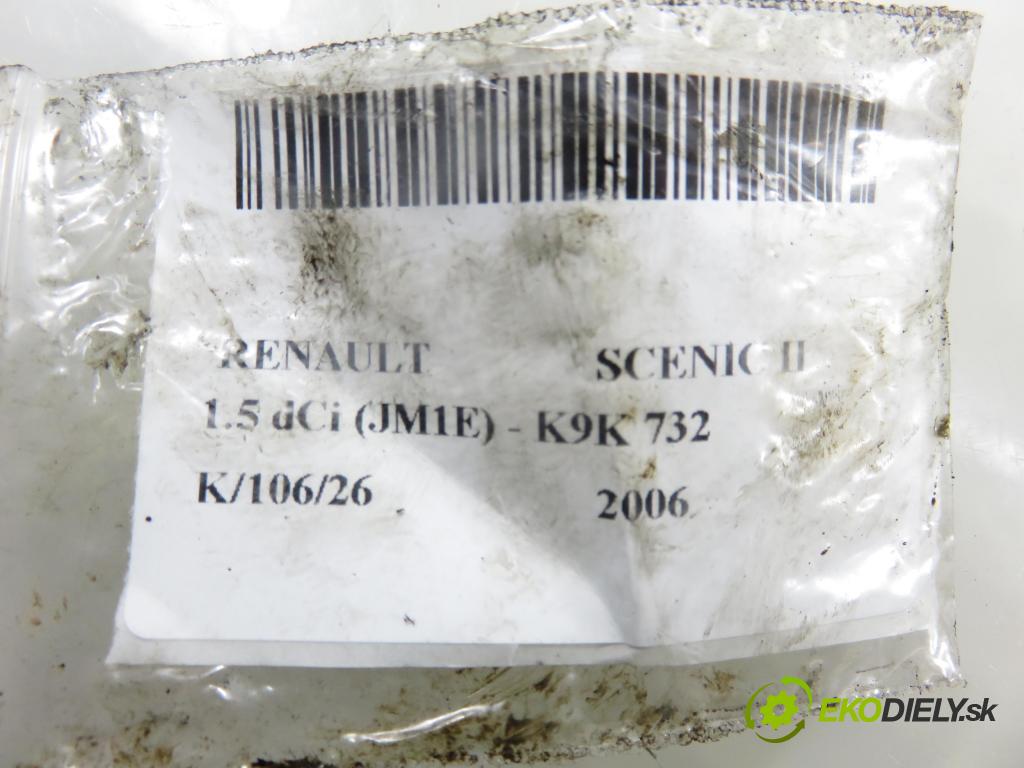 RENAULT SCENIC II
1.5 dCi (JM1E) - K9K 732
K/106/26 2006
EKODIELY.sk